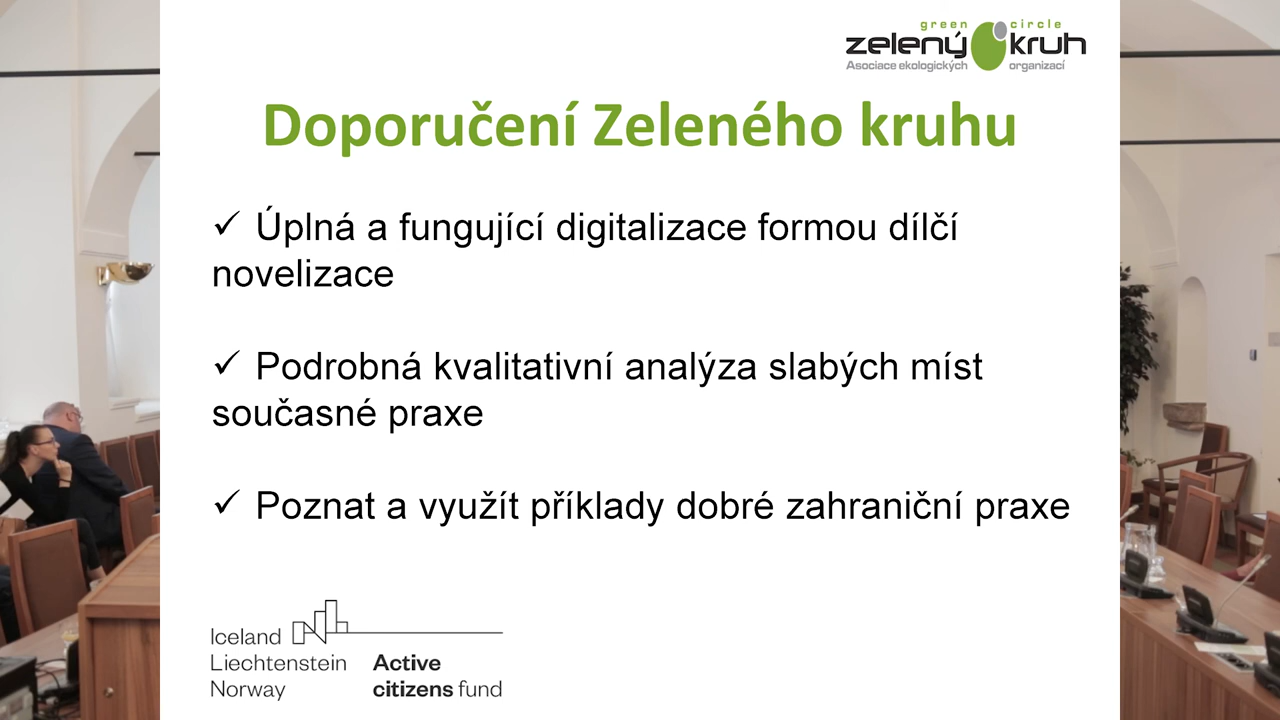 green circle
zelený kruh
Asociace ekologických organizací
Doporučení Zeleného kruhu
✓ Úplná a fungující digitalizace formou dílčí
novelizace
✓ Podrobná kvalitativní analýza slabých míst
současné praxe
✓ Poznat a využít příklady dobré zahraniční praxe
Iceland
Liechtenstein
Norway
Active
citizens fund